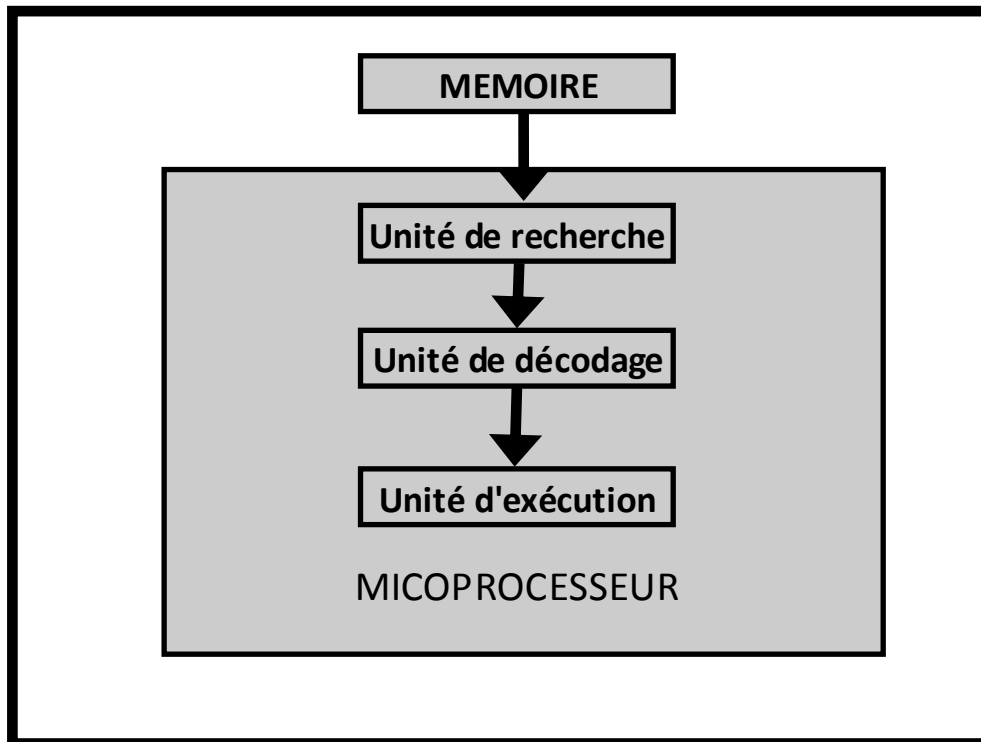 MEMOIRE
Unité de recherche
Unité de décodage
Unité d'exécution
MICOPROCESSEUR